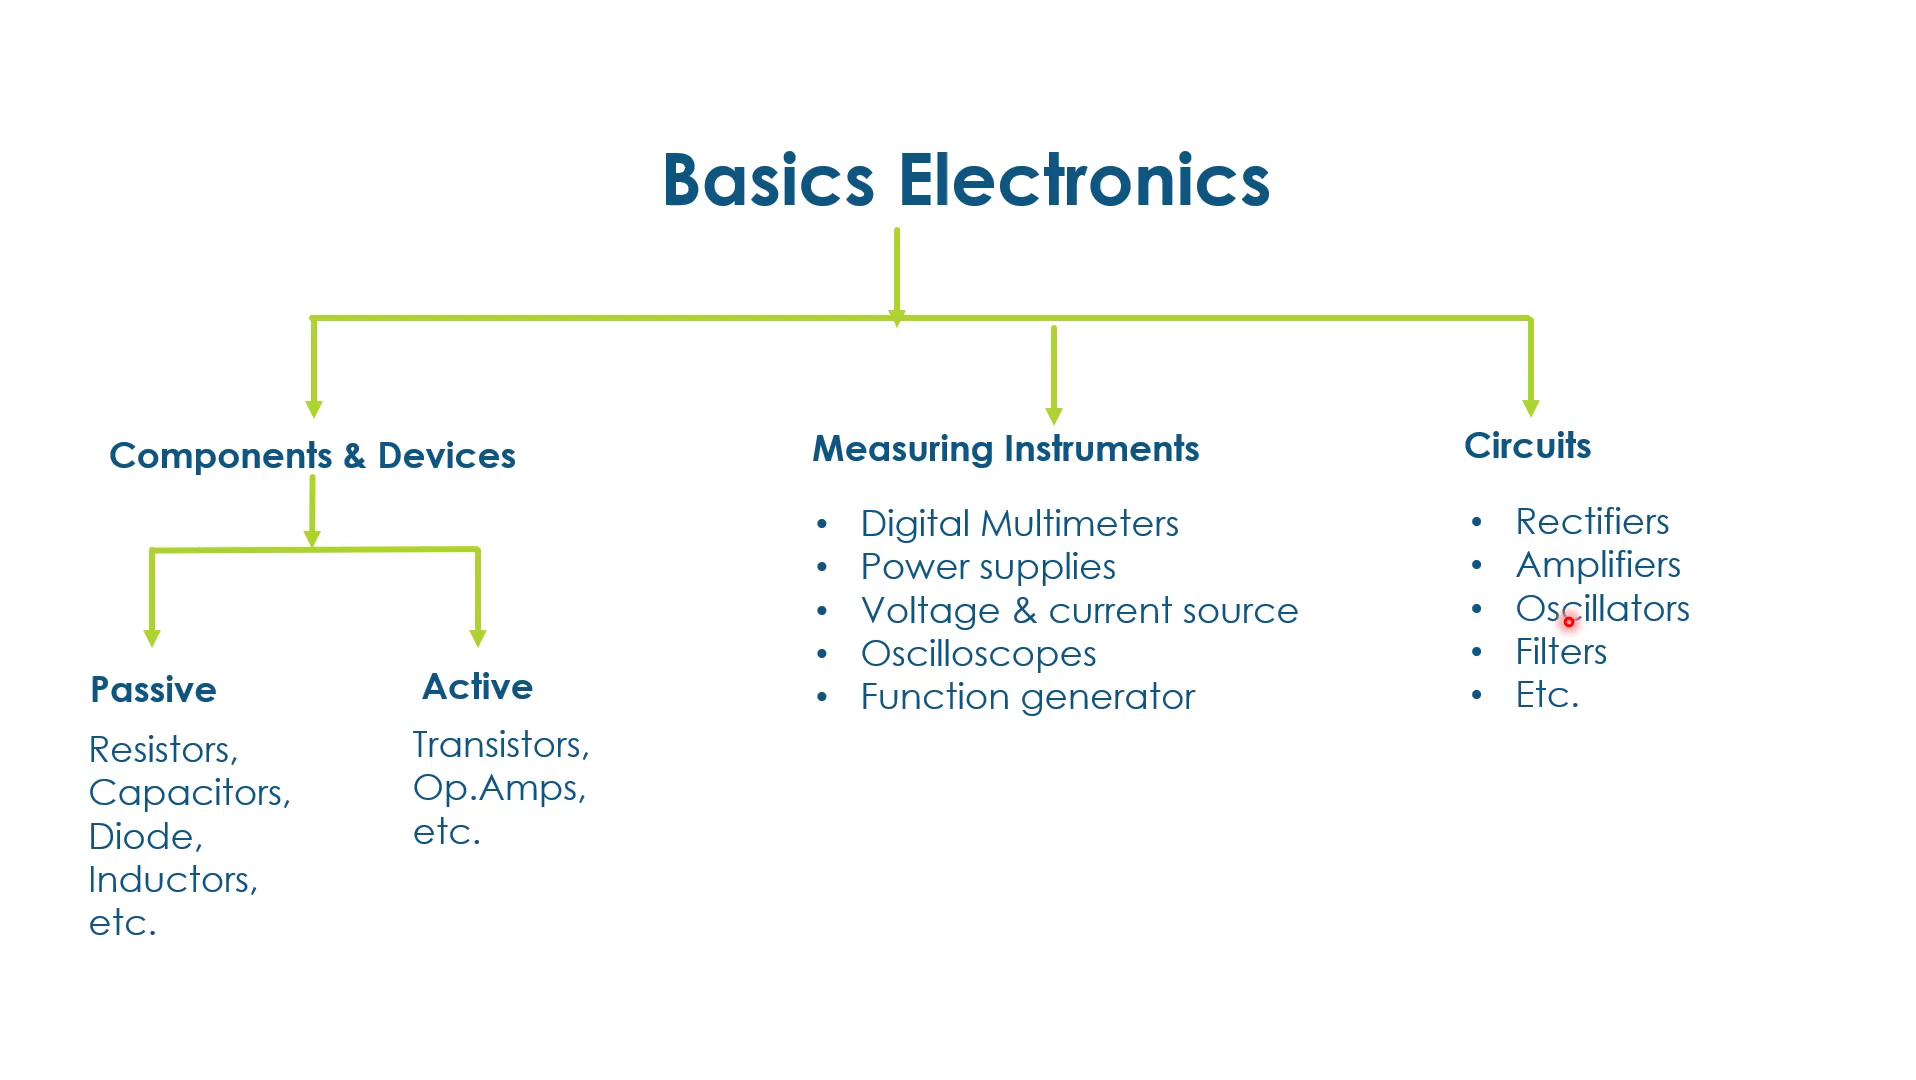 Basics Electronics
Components & Devices
Passive
Resistors,
Capacitors,
Diode,
Inductors,
etc.
Active
Transistors,
Op.Amps,
etc.
Measuring Instruments
• Digital Multimeters
• Power supplies
• Voltage & current source
• Oscilloscopes
• Function generator
Circuits
• Rectifiers
• Amplifiers
• Oscillators
• Filters
• Etc.